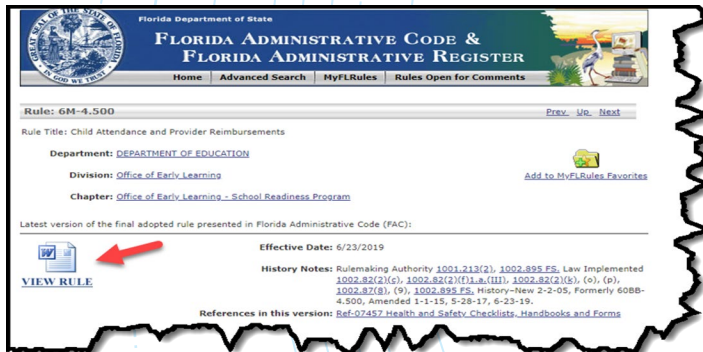 Florida Department of State
FLORIDA ADMINISTRATIVE CODE &
FLORIDA ADMINISTRATIVE REGISTER
Home | Advanced Search | MyFLRules | Rules Open for Comments
Rule: 6M-4.500 Prev Up Next
Rule Title: Child Attendance and Provider Reimbursements
Department: DEPARTMENT OF EDUCATION
Division: Office of Early Learning
Add to MyFLRules Favorites
Chapter: Office of Early Learning - School Readiness Program
Latest version of the final adopted rule presented in Florida Administrative Code (FAC):
VIEW RULE
Effective Date: 6/23/2019
History Notes: Rulemaking Authority 1001.213(2), 1002.895 FS. Law Implemented
1002.82(2)(c), 1002.82(2)(f)1.a.(III), 1002.82(2)(k), (o), (p),
1002.87(8), (9), 1002.895 FS. History–New 2-2-05, Formerly 60BB-
4.500, Amended 1-1-15, 5-28-17, 6-23-19.
References in this version: Ref-07457 Health and Safety Checklists, Handbooks and Forms